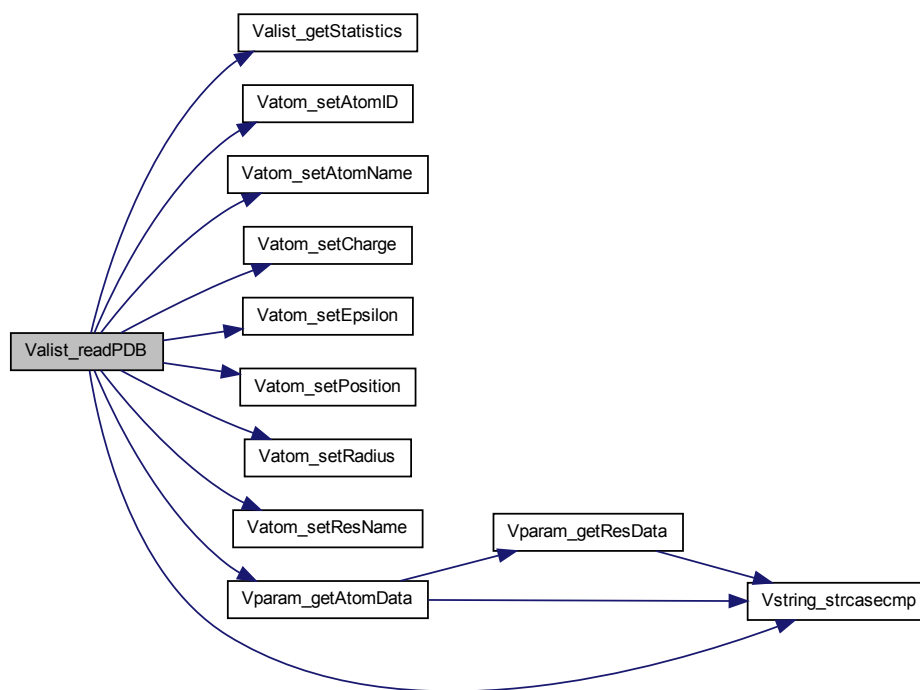 Valist_getStatistics
Vatom_setAtomID
Vatom_setAtomName
Vatom_setCharge
Vatom_setEpsilon
Valist_readPDB
Vatom_setPosition
Vatom_setRadius
Vatom_setResName
Vparam_getResData
Vparam_getAtomData
Vstring_strcasecmp